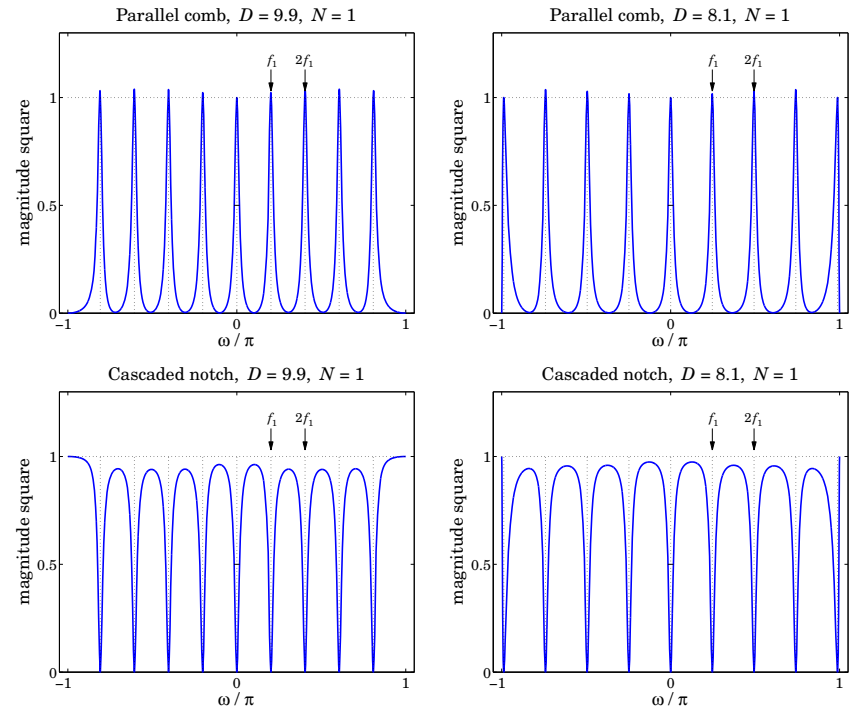 Parallel comb, D = 9.9, N = 1
f1
2f1
1
0.5
0
magnitude square
−1
0
1
ω / π
Parallel comb, D = 8.1, N = 1
f1
2f1
1
0.5
0
magnitude square
−1
0
1
ω / π
Cascaded notch, D = 9.9, N = 1
f1
2f1
1
0.5
0
magnitude square
−1
0
1
ω / π
Cascaded notch, D = 8.1, N = 1
f1
2f1
1
0.5
0
magnitude square
−1
0
1
ω / π